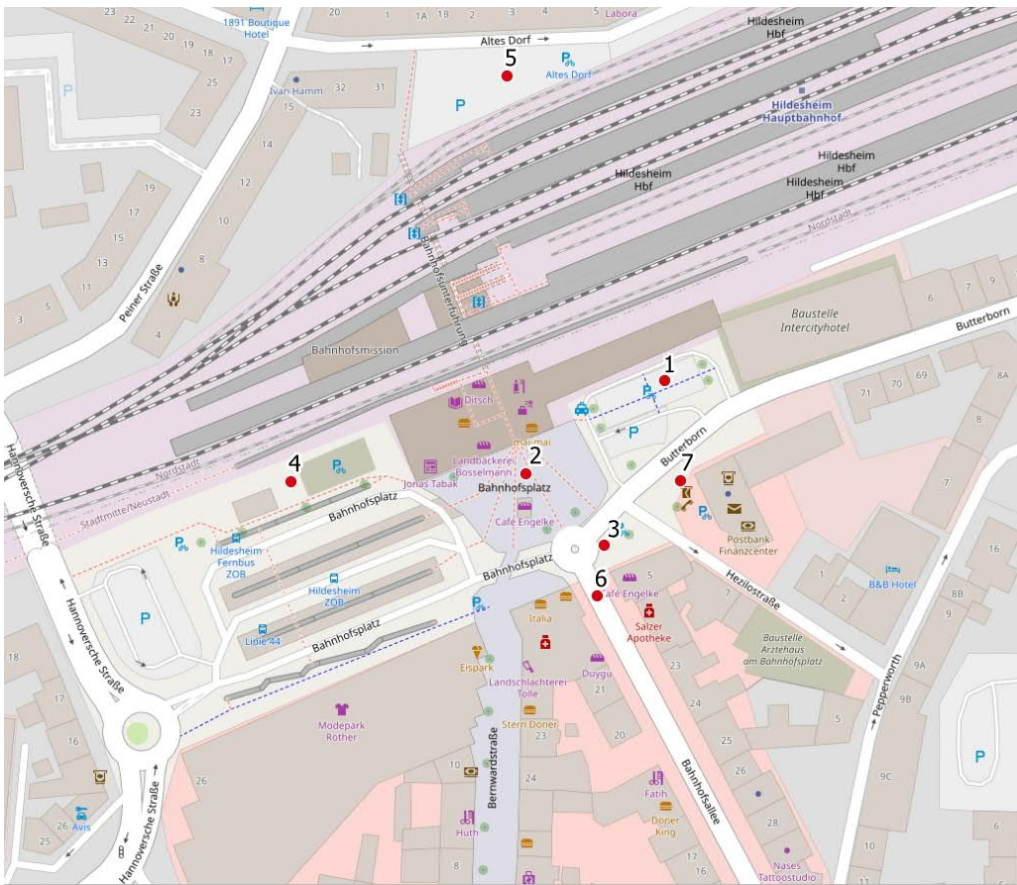 23
22
21
20
19
18
17
25
23
1891 Boutique
Hotel
20
1
1A
1B
2
3
4
5
Labora
Altes Dorf
5
Altes Dorf
P
P
Ivan Hamm
15
32
31
14
12
10
8
4
19
15
13
11
5
3
Peiner Straße
Hildesheim
Hbf
Hildesheim
Hauptbahnhof
Hildesheim
Hbf
Hildesheim
Hbf
Hildesheim
Hbf
Nordstadt
Bahnhofsunterführung
Bahnhofsmission
Baustelle
Intercityhotel
6
7
9
Butterborn
1
P
Butterborn
71
70
69
8A
8
Ditsch
mai-mai
Landbäckerei
Bosselmann
2
Jonas Tabak
Bahnhofsplatz
Café Engelke
Hannoversche Straße
Nordstadt
Stadtmitte/Neustadt
4
Bahnhofsplatz
Hildesheim
Fernbus
ZOB
Hildesheim
ZOB
Linie 44
Bahnhofsplatz
Bahnhofsplatz
P
Hannoversche Straße
7
Postbank
Finanzcenter
3
6
Café Engelke
5
Salzer
Apotheke
Hezilostraße
B&B Hotel
1
2
Baustelle
Ärztehaus
am Bahnhofsplatz
8B
9
9A
9B
9C
5
Pepperworth
P
Italia
Eispark
Landschlachterei
Tolle
Duygu
Stern Döner
Modepark
Röther
18
26
26
25
Avis
Hannoversche Straße
Bernwardstraße
10
8
Huth
23
24
20
21
Fatih
Döner
King
17
16
23
24
25
26
28
Bahnhofsallee
Nases
Tattoostudio
17
16